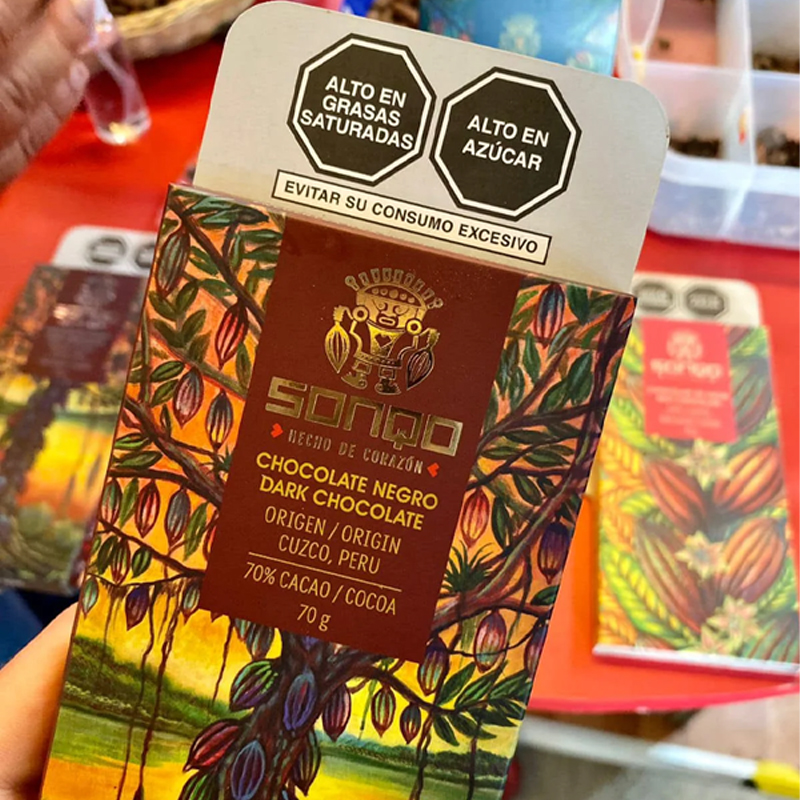 ALTO EN
GRASAS
SATURADAS
ALTO EN
AZÚCAR
EVITAR SU CONSUMO EXCESIVO
SONQO
HECHO DE CORAZÓN
CHOCOLATE NEGRO
DARK CHOCOLATE
ORIGEN / ORIGIN
CUZCO, PERU
70% CACAO / COCOA
70 g
SONQO